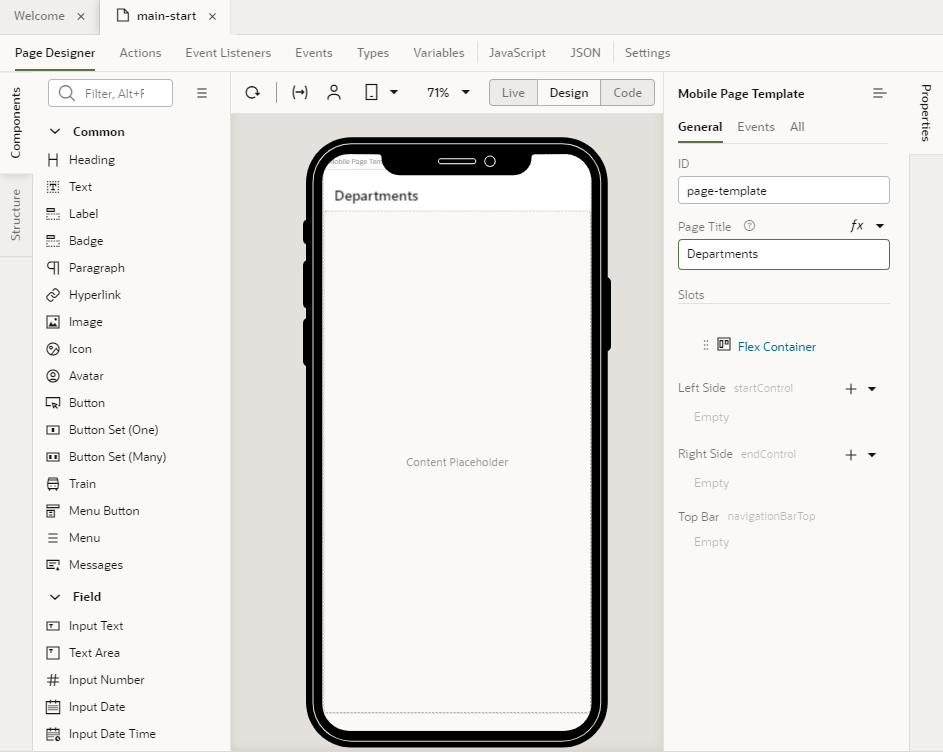 Welcome
main-start
Page Designer Actions Event Listeners Events Types Variables JavaScript JSON Settings
Components
Structure
Filter, Alt+F
Common
Heading
Text
Label
Badge
Paragraph
Hyperlink
Image
Icon
Avatar
Button
Button Set (One)
Button Set (Many)
Train
Menu Button
Menu
Messages
Field
Input Text
Text Area
Input Number
Input Date
Input Date Time
71%
Live Design Code
Mobile Page Tem
Departments
Content Placeholder
Mobile Page Template
General Events All
ID
page-template
Page Title fx
Departments
Slots
Flex Container
Left Side startControl
Empty
Right Side endControl
Empty
Top Bar navigationBarTop
Empty
Properties